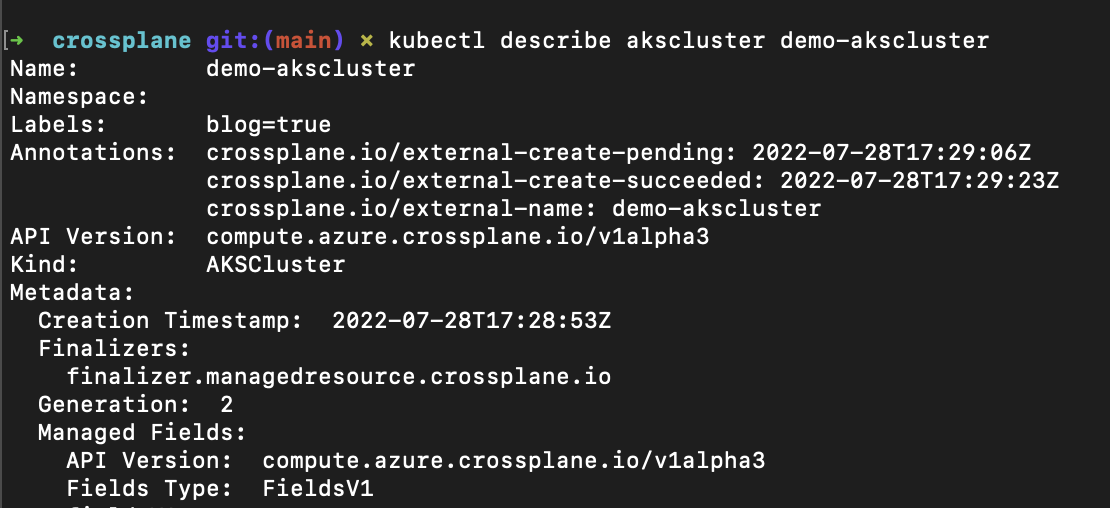 [➜ crossplane git:(main) ✗ kubectl describe akscluster demo-akscluster
Name:         demo-akscluster
Namespace:
Labels:       blog=true
Annotations:  crossplane.io/external-create-pending: 2022-07-28T17:29:06Z
              crossplane.io/external-create-succeeded: 2022-07-28T17:29:23Z
              crossplane.io/external-name: demo-akscluster
API Version:  compute.azure.crossplane.io/v1alpha3
Kind:         AKSCluster
Metadata:
  Creation Timestamp:  2022-07-28T17:28:53Z
  Finalizers:
    finalizer.managedresource.crossplane.io
  Generation:  2
  Managed Fields:
    API Version:  compute.azure.crossplane.io/v1alpha3
    Fields Type:  FieldsV1